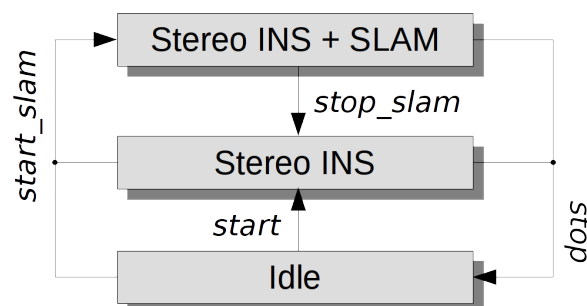 Stereo INS + SLAM
stop_slam
start_slam
Stereo INS
start
stop
Idle